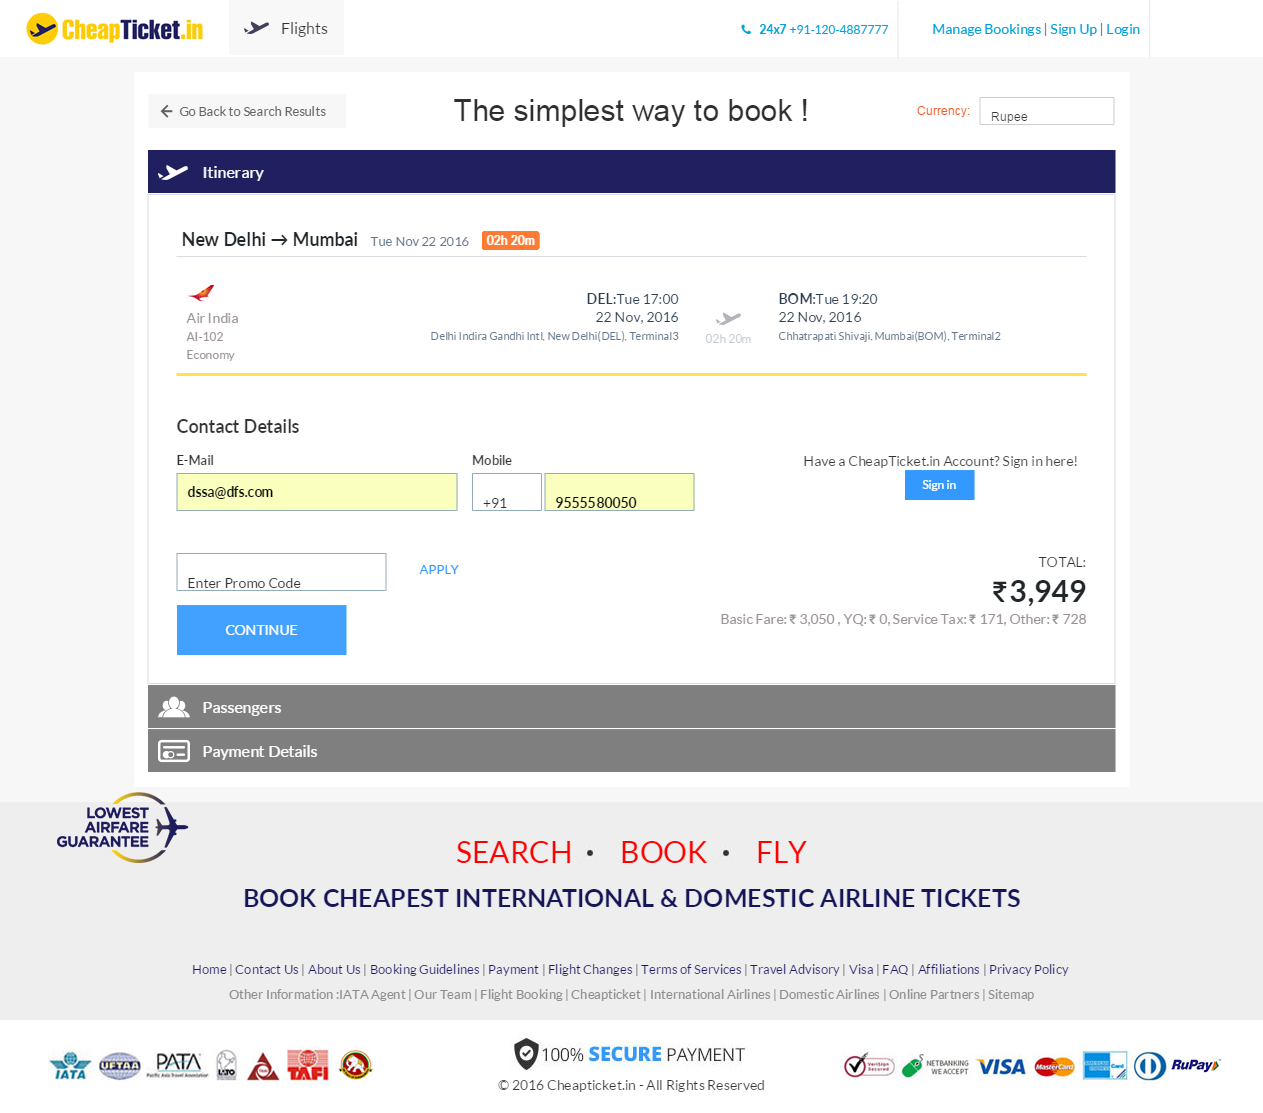 CheapTicket.in
Flights
24x7 +91-120-4887777
Manage Bookings | Sign Up | Login
Go Back to Search Results
The simplest way to book !
Currency:
Rupee
Itinerary
New Delhi → Mumbai Tue Nov 22 2016 02h 20m
Air India
AI-102
Economy
DEL:Tue 17:00
22 Nov, 2016
Delhi Indira Gandhi Intl, New Delhi(DEL), Terminal3
02h 20m
BOM:Tue 19:20
22 Nov, 2016
Chhatrapati Shivaji, Mumbai(BOM), Terminal2
Contact Details
E-Mail
dssa@dfs.com
Mobile
+91
9555580050
Have a CheapTicket.in Account? Sign in here!
Sign in
Enter Promo Code
APPLY
CONTINUE
TOTAL:
₹3,949
Basic Fare: ₹ 3,050 , YQ: ₹ 0, Service Tax: ₹ 171, Other: ₹ 728
Passengers
Payment Details
LOWEST
AIRFARE
GUARANTEE
SEARCH • BOOK • FLY
BOOK CHEAPEST INTERNATIONAL & DOMESTIC AIRLINE TICKETS
Home | Contact Us | About Us | Booking Guidelines | Payment | Flight Changes | Terms of Services | Travel Advisory | Visa | FAQ | Affiliations | Privacy Policy
Other Information :IATA Agent | Our Team | Flight Booking | Cheapticket | International Airlines | Domestic Airlines | Online Partners | Sitemap
IATA
UFTAA
PATA
Pacific Asia Travel Association
IATO
TAFI
100% SECURE PAYMENT
© 2016 Cheapticket.in - All Rights Reserved
VeriSign
Secured
NETBANKING
WE ACCEPT
VISA
MasterCard
RuPay